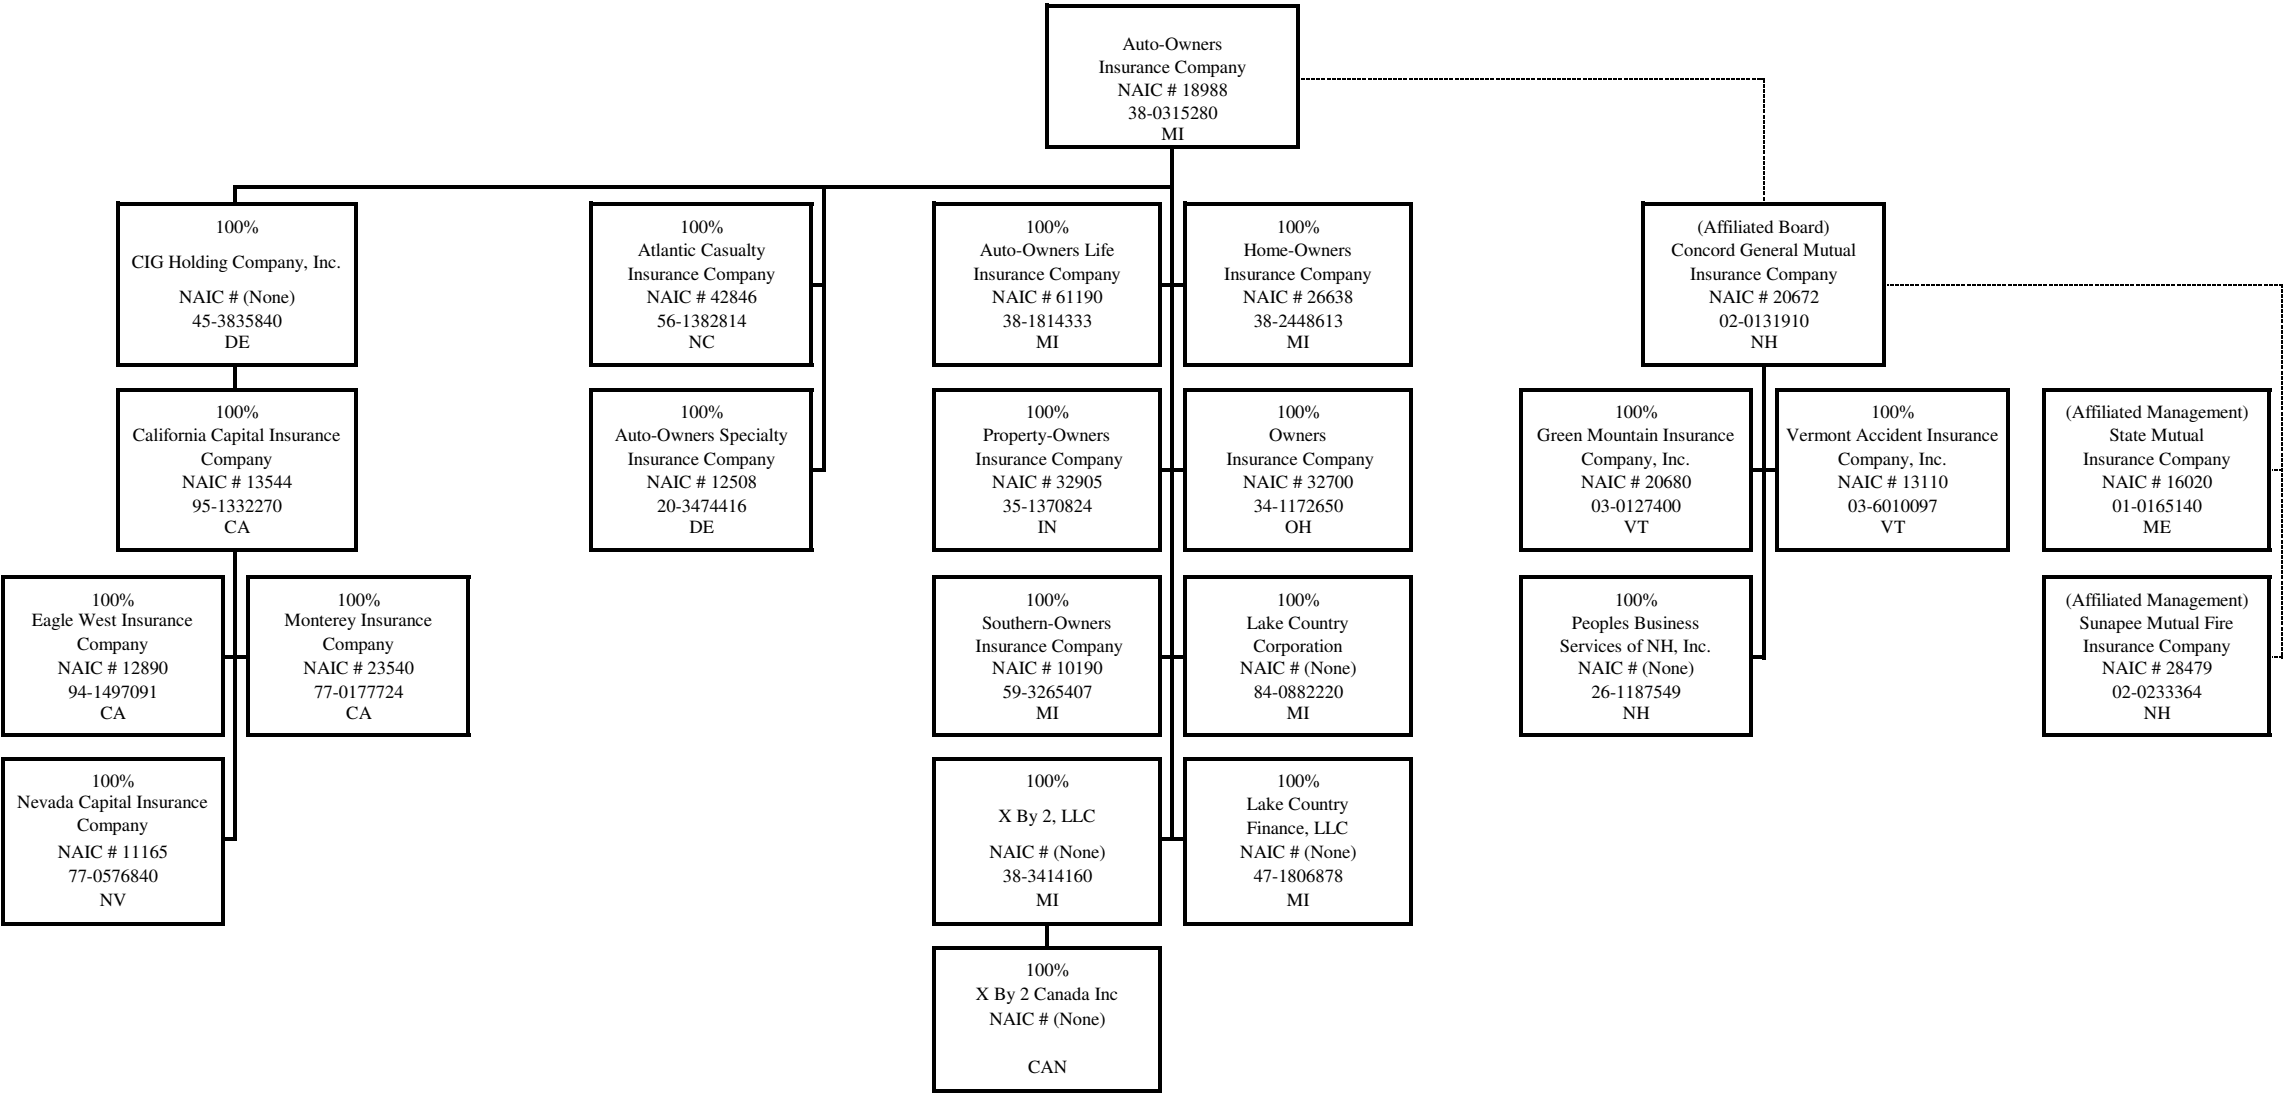 Auto-Owners
Insurance Company
NAIC # 18988
38-0315280
MI
100%
CIG Holding Company, Inc.
NAIC # (None)
45-3835840
DE
100%
Atlantic Casualty
Insurance Company
NAIC # 42846
56-1382814
NC
100%
Auto-Owners Life
Insurance Company
NAIC # 61190
38-1814333
MI
100%
Home-Owners
Insurance Company
NAIC # 26638
38-2448613
MI
(Affiliated Board)
Concord General Mutual
Insurance Company
NAIC # 20672
02-0131910
NH
100%
California Capital Insurance
Company
NAIC # 13544
95-1332270
CA
100%
Auto-Owners Specialty
Insurance Company
NAIC # 12508
20-3474416
DE
100%
Property-Owners
Insurance Company
NAIC # 32905
35-1370824
IN
100%
Owners
Insurance Company
NAIC # 32700
34-1172650
OH
100%
Green Mountain Insurance
Company, Inc.
NAIC # 20680
03-0127400
VT
100%
Vermont Accident Insurance
Company, Inc.
NAIC # 13110
03-6010097
VT
(Affiliated Management)
State Mutual
Insurance Company
NAIC # 16020
01-0165140
ME
100%
Eagle West Insurance
Company
NAIC # 12890
94-1497091
CA
100%
Monterey Insurance
Company
NAIC # 23540
77-0177724
CA
100%
Southern-Owners
Insurance Company
NAIC # 10190
59-3265407
MI
100%
Lake Country
Corporation
NAIC # (None)
84-0882220
MI
100%
Peoples Business
Services of NH, Inc.
NAIC # (None)
26-1187549
NH
(Affiliated Management)
Sunapee Mutual Fire
Insurance Company
NAIC # 28479
02-0233364
NH
100%
Nevada Capital Insurance
Company
NAIC # 11165
77-0576840
NV
100%
X By 2, LLC
NAIC # (None)
38-3414160
MI
100%
Lake Country
Finance, LLC
NAIC # (None)
47-1806878
MI
100%
X By 2 Canada Inc
NAIC # (None)
CAN